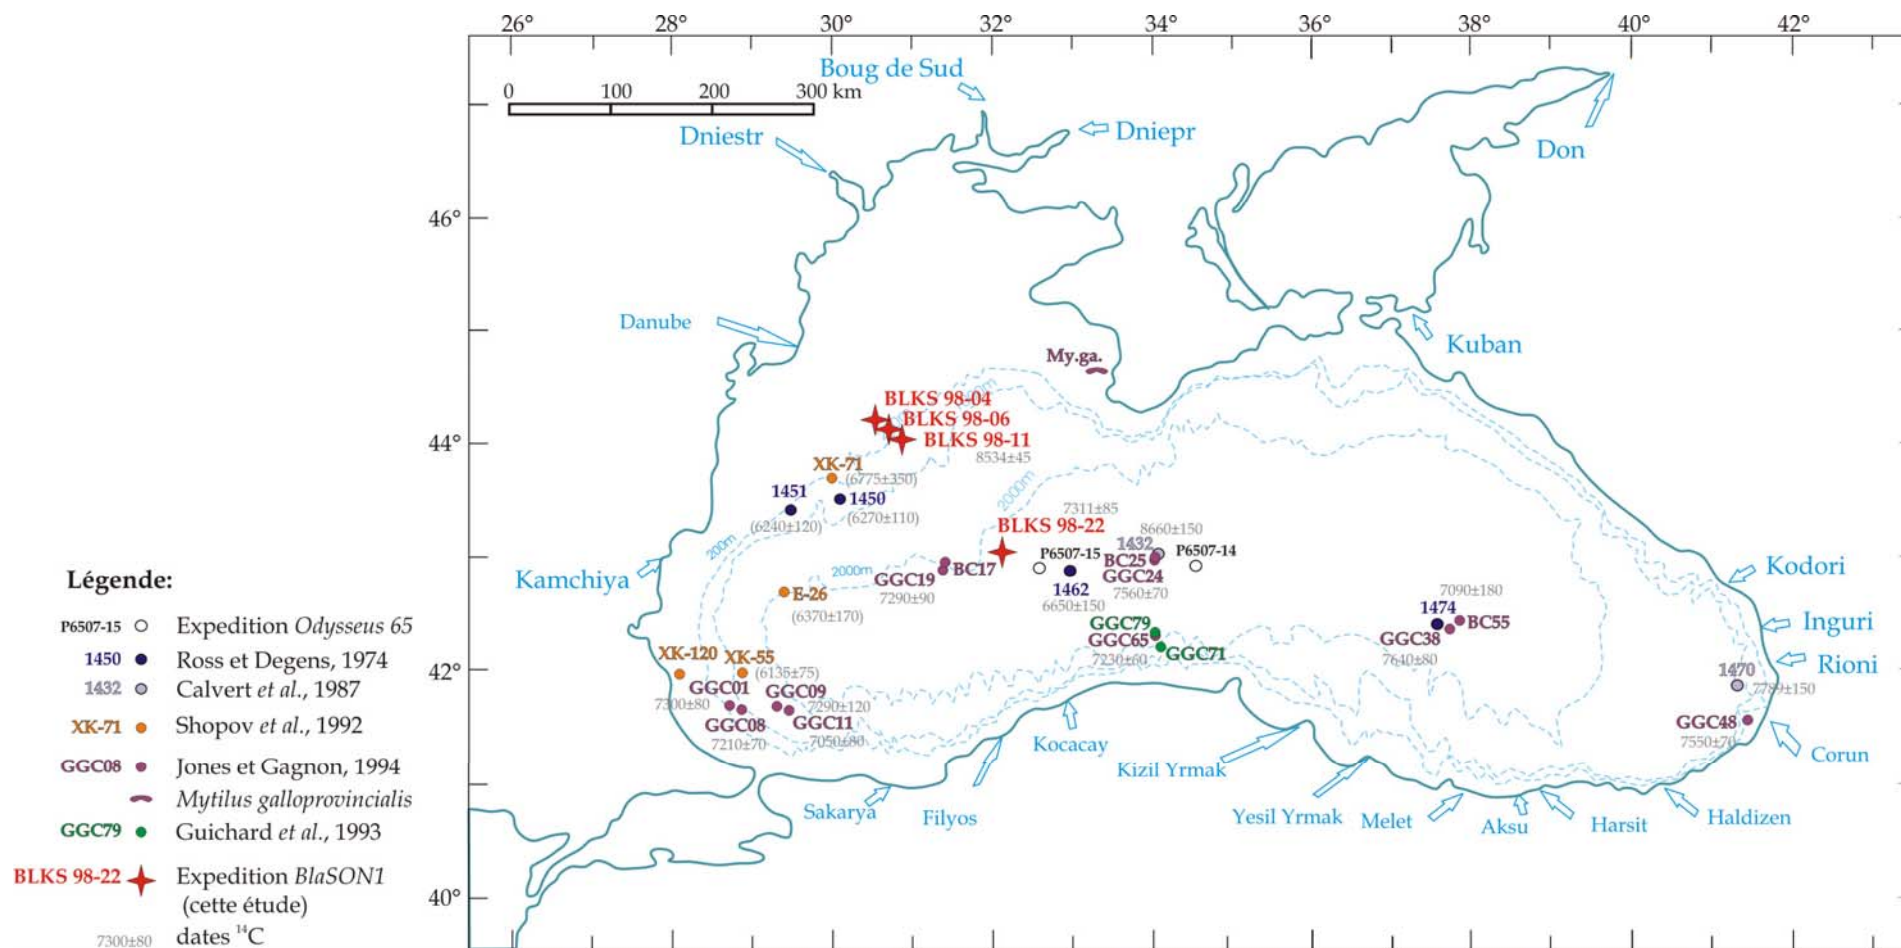 26° 28° 30° 32° 34° 36° 38° 40° 42°
Boug de Sud
0 100 200 300 km
Dniestr
Dniepr
Don
46°
Danube
Kuban
My.ga.
BLKS 98-04
BLKS 98-06
BLKS 98-11
8534±45
44°
XK-71
(6775±350)
1451
1450
(6240±120)
(6270±110)
2000m
7311±85
BLKS 98-22
8660±150
200m
1432
P6507-15
P6507-14
BC25
GGC24
7560±70
1462
6650±150
2000m
BC17
GGC19
7290±90
Kamchiya
E-26
(6370±170)
Kodori
Inguri
Rioni
7090±180
1474
BC55
GGC38
7640±80
GGC79
GGC65
7230±60
GGC71
42°
XK-120
XK-55
(6135±75)
GGC01
GGC09
7300±80
7290±120
GGC08
GGC11
7210±70
7050±80
1470
7789±150
GGC48
7550±70
Corun
Kocacay
Kizil Yrmak
Sakarya
Filyos
Yesil Yrmak
Melet
Aksu
Harsit
Haldizen
40°
Légende:
P6507-15 Expedition Odysseus 65
1450 Ross et Degens, 1974
1432 Calvert et al., 1987
XK-71 Shopov et al., 1992
GGC08 Jones et Gagnon, 1994
Mytilus galloprovincialis
GGC79 Guichard et al., 1993
BLKS 98-22 Expedition BlaSON1
(cette étude)
7300±80 dates ¹⁴C